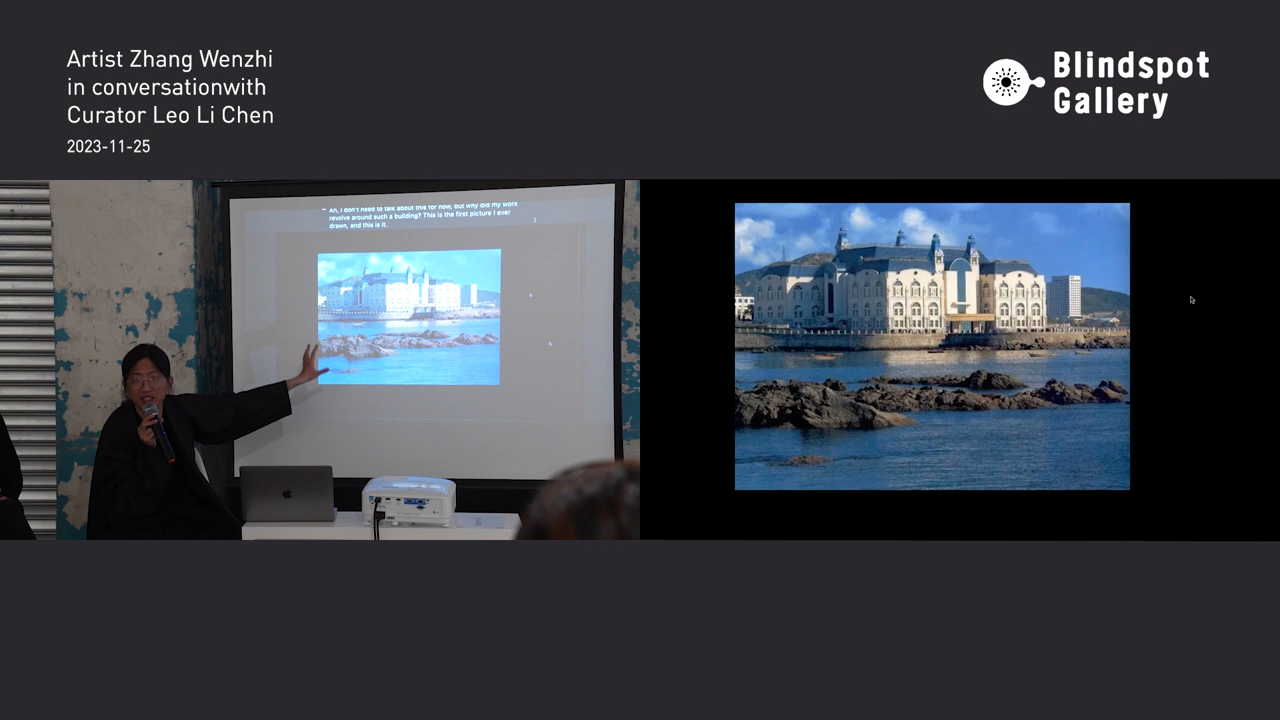 Artist Zhang Wenzhi
in conversationwith
Curator Leo Li Chen
2023-11-25
Blindspot
Gallery
Ah, I don't need to talk about this for now, but why did my work
revolve around such a building? This is the first picture I ever
drawn, and this is it.